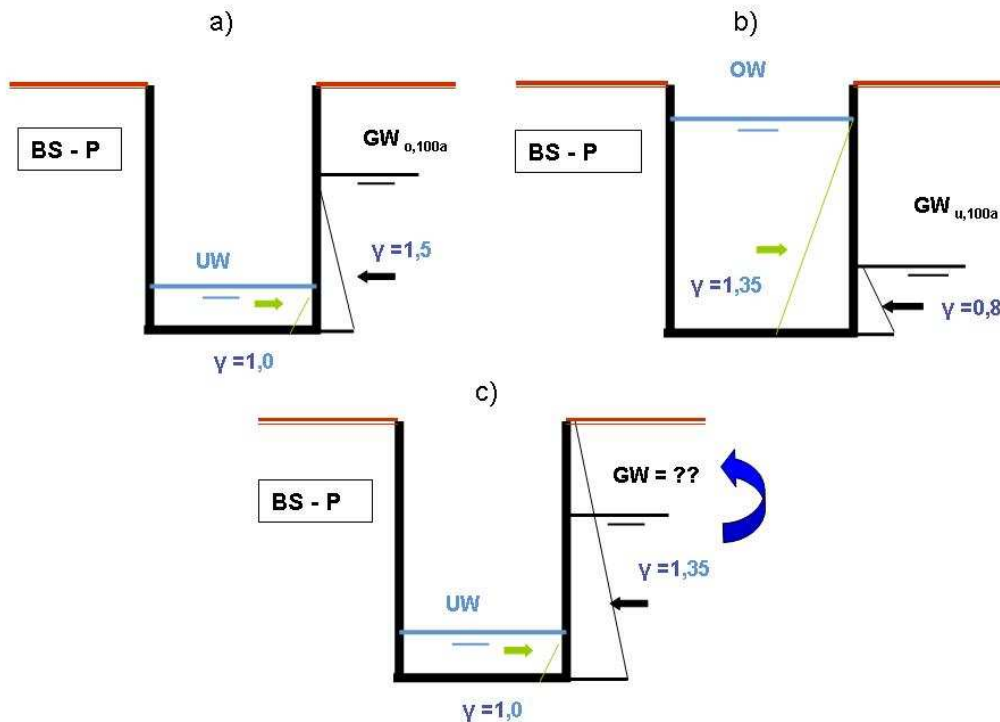 a)
BS - P
GW o,100a
UW
γ =1,5
γ =1,0
b)
OW
BS - P
GW u,100a
γ =1,35
γ =0,8
c)
BS - P
GW = ??
γ =1,35
UW
γ =1,0